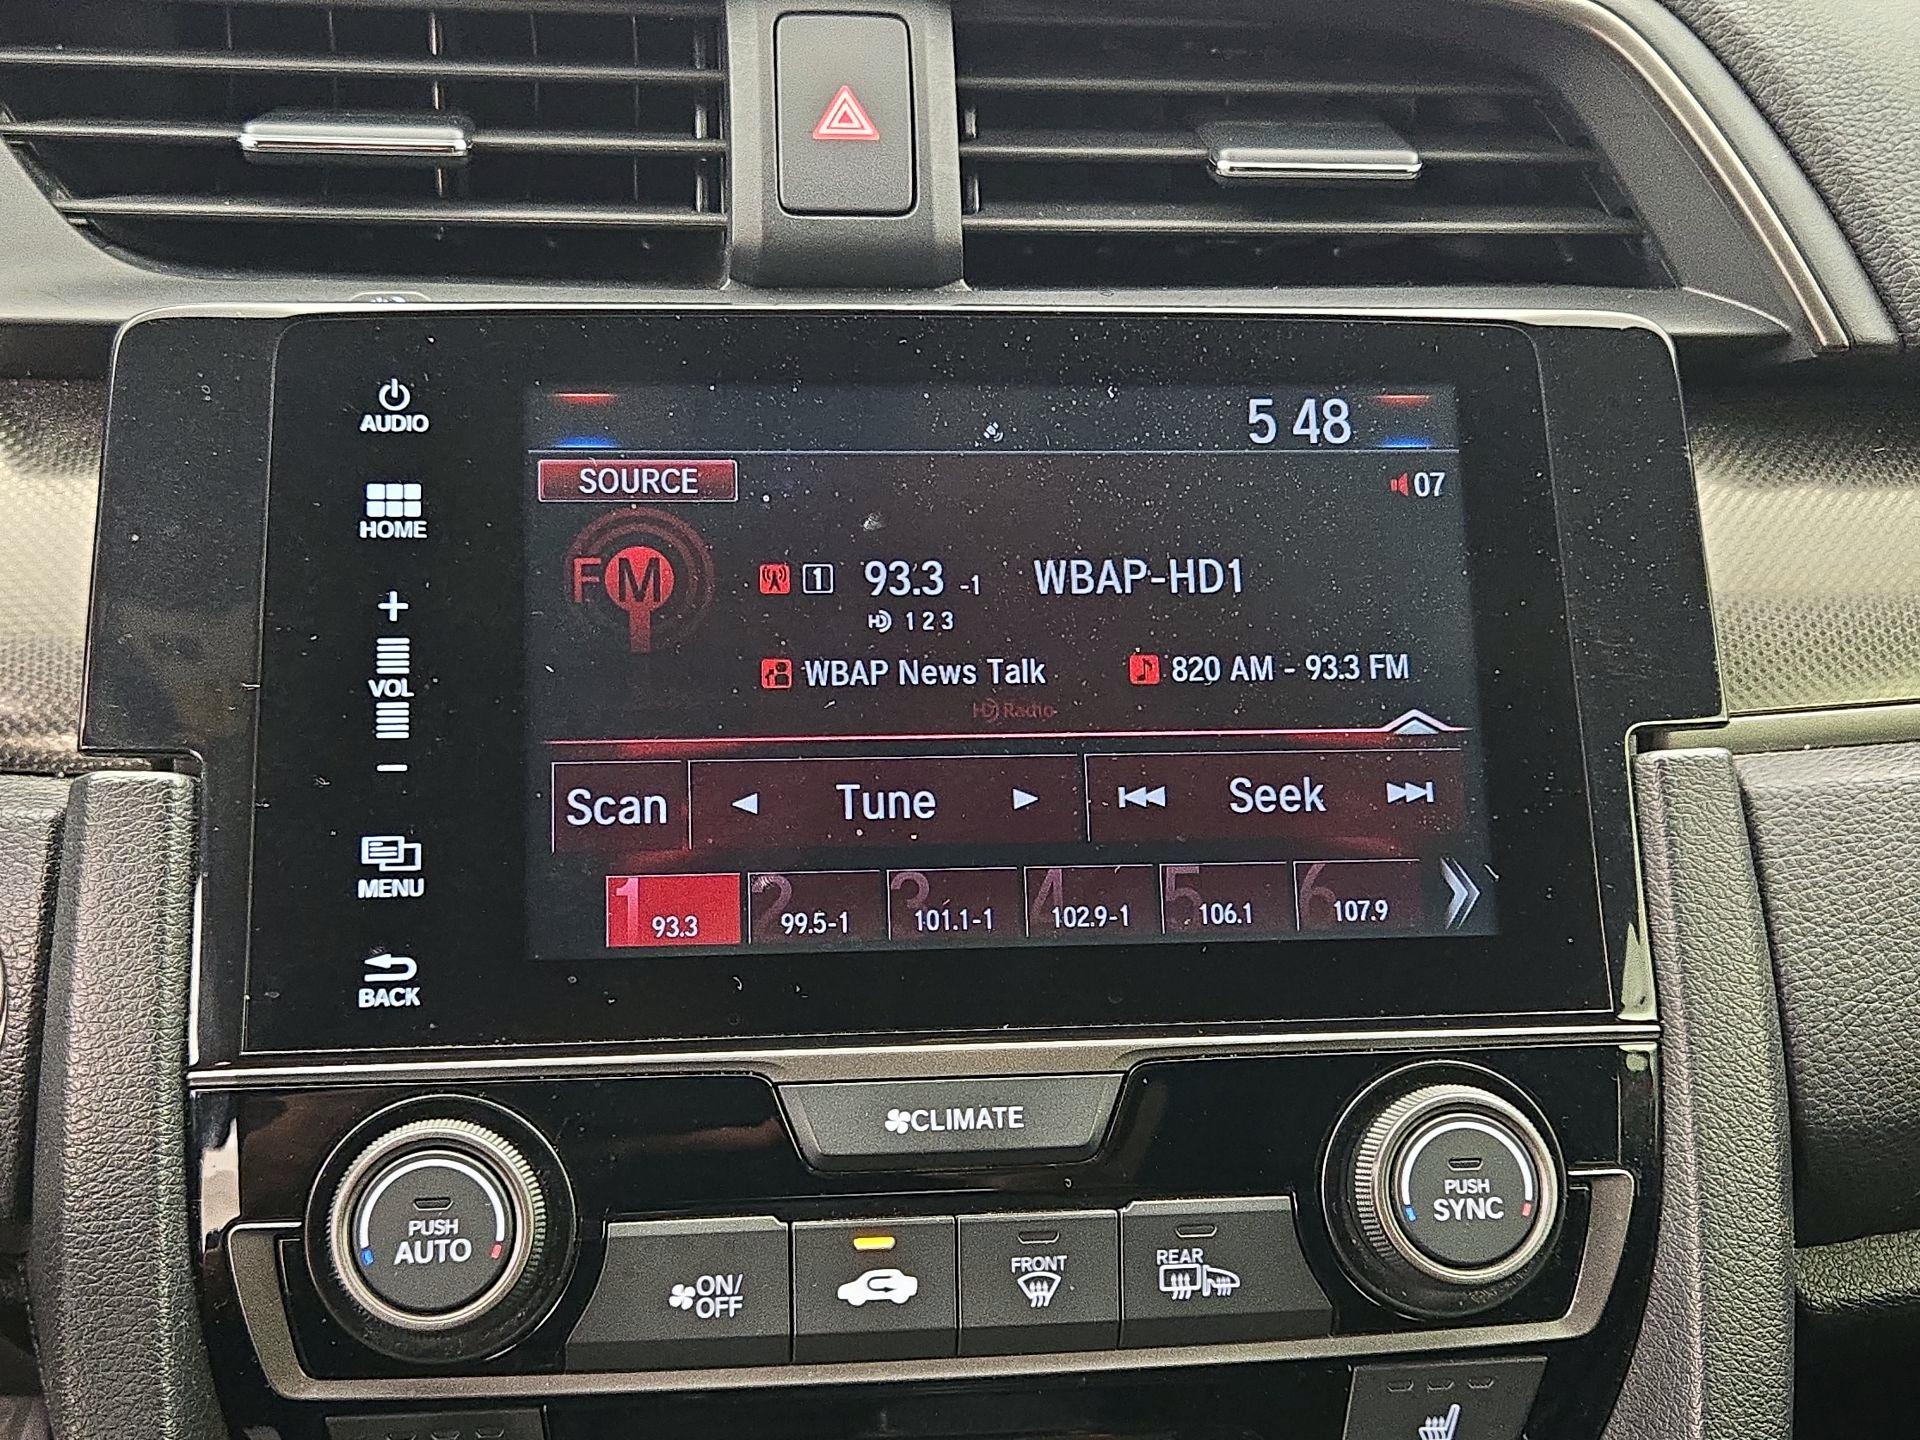 AUDIO
5 48
SOURCE
07
HOME
FM
1 93.3 -1 WBAP-HD1
HD 1 2 3
+
VOL
−
WBAP News Talk
820 AM - 93.3 FM
HD Radio
Scan
Tune
Seek
MENU
1 93.3
2 99.5-1
3 101.1-1
4 102.9-1
5 106.1
6 107.9
BACK
CLIMATE
PUSH
AUTO
ON/
OFF
FRONT
REAR
PUSH
SYNC